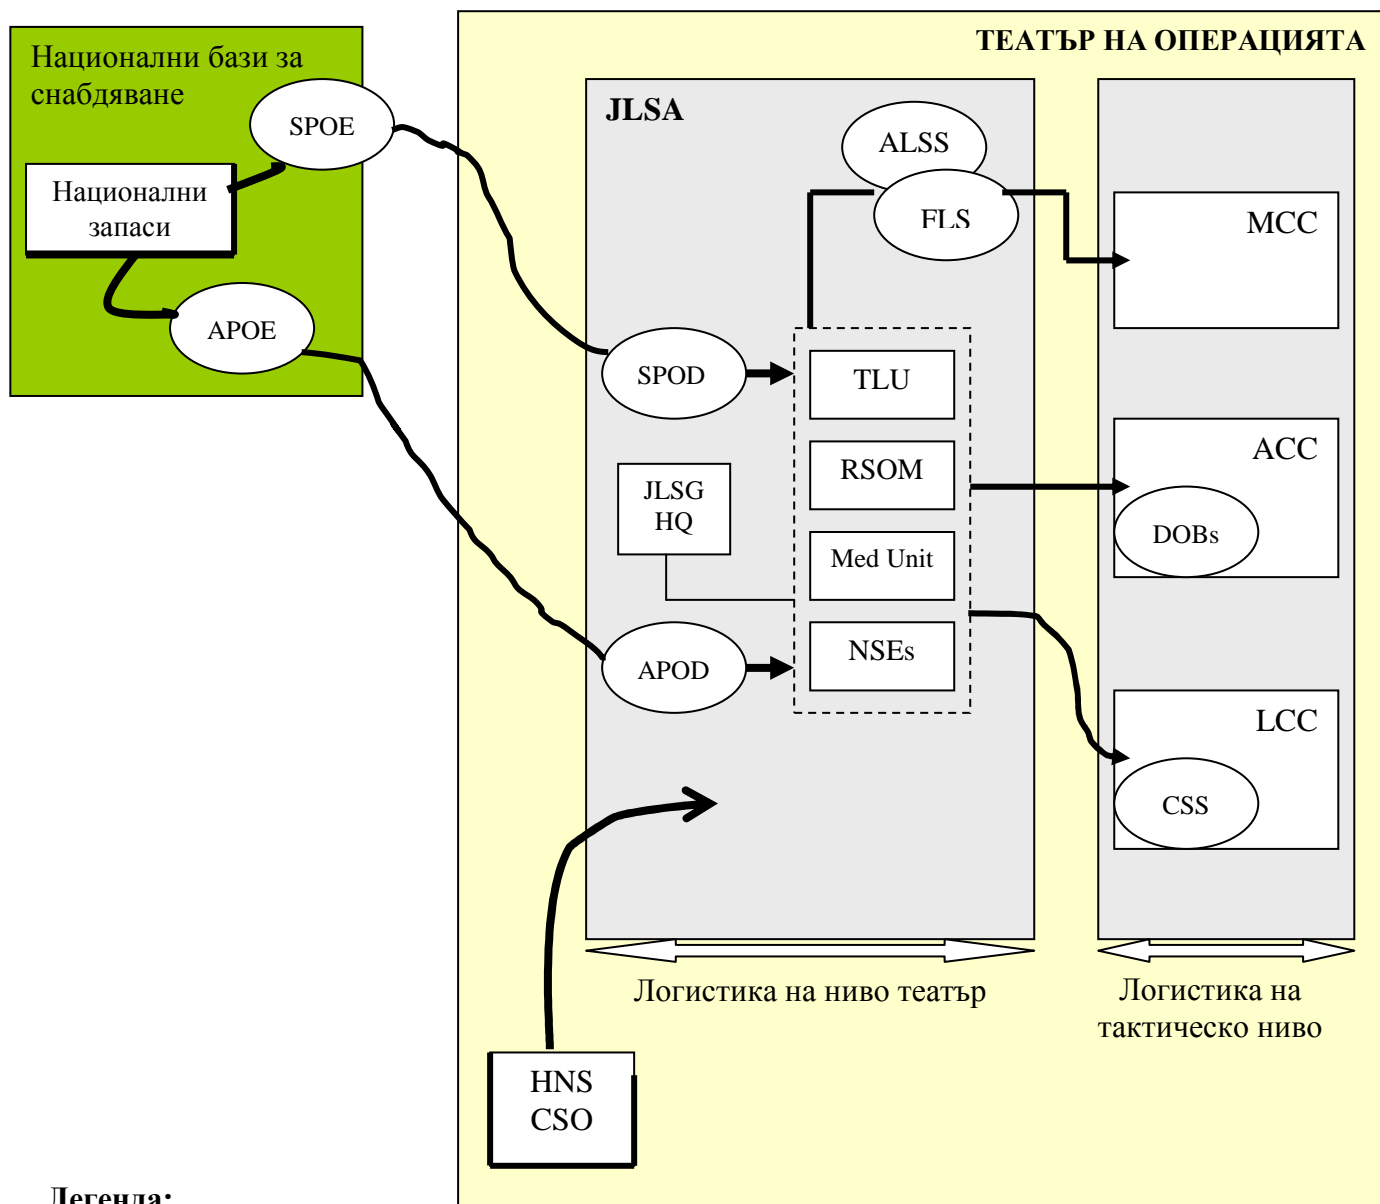 ТЕАТЪР НА ОПЕРАЦИЯТА
Национални бази за
снабдяване
SPOE
Национални
запаси
APOE
JLSA
ALSS
FLS
SPOD
TLU
RSOM
JLSG
HQ
Med Unit
APOD
NSEs
MCC
ACC
DOBs
LCC
CSS
Логистика на ниво театър
Логистика на
тактическо ниво
HNS
CSO
Легенда: